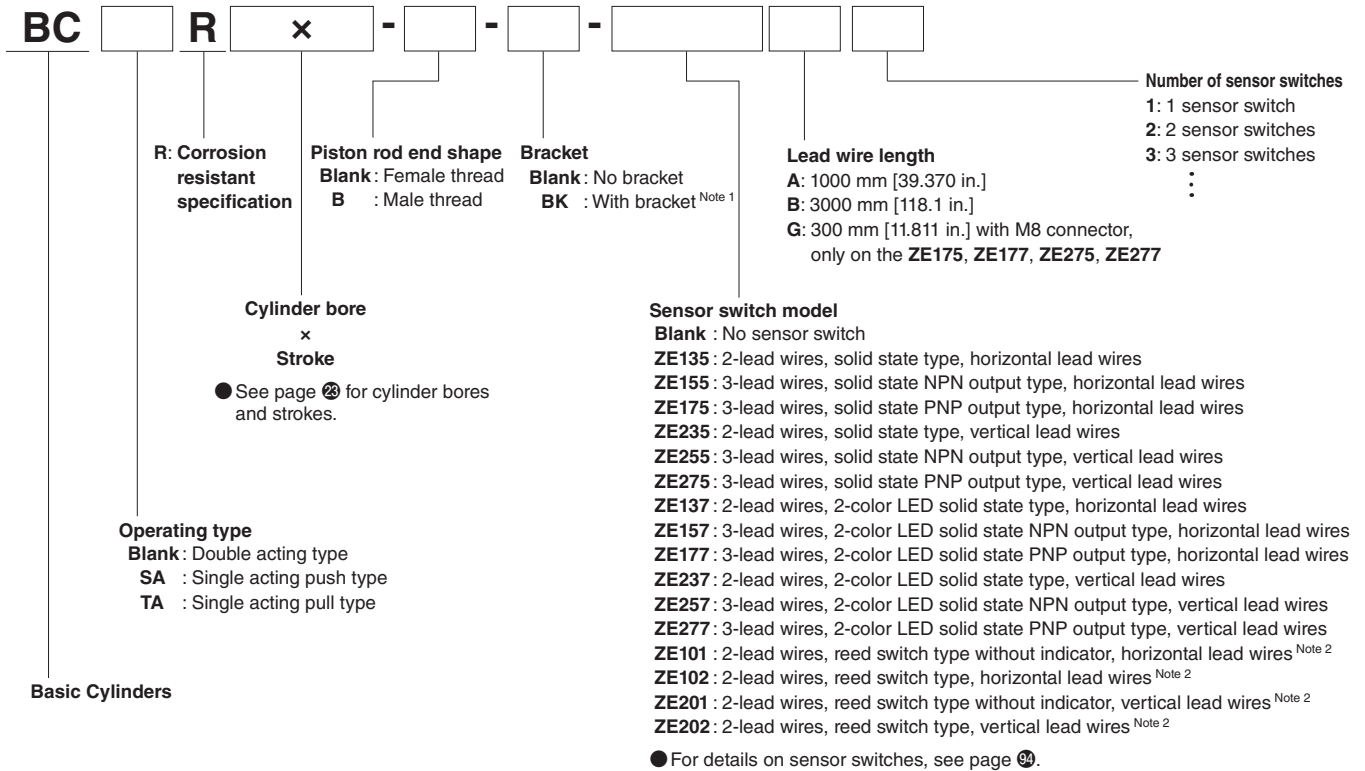 BC R × - - -
Number of sensor switches
1: 1 sensor switch
2: 2 sensor switches
3: 3 sensor switches
⋮
R: Corrosion
resistant
specification
Piston rod end shape
Blank : Female thread
B : Male thread
Bracket
Blank : No bracket
BK : With bracket Note 1
Lead wire length
A: 1000 mm [39.370 in.]
B: 3000 mm [118.1 in.]
G: 300 mm [11.811 in.] with M8 connector,
only on the ZE175, ZE177, ZE275, ZE277
Cylinder bore
×
Stroke
● See page 23 for cylinder bores
and strokes.
Sensor switch model
Blank : No sensor switch
ZE135 : 2-lead wires, solid state type, horizontal lead wires
ZE155 : 3-lead wires, solid state NPN output type, horizontal lead wires
ZE175 : 3-lead wires, solid state PNP output type, horizontal lead wires
ZE235 : 2-lead wires, solid state type, vertical lead wires
ZE255 : 3-lead wires, solid state NPN output type, vertical lead wires
ZE275 : 3-lead wires, solid state PNP output type, vertical lead wires
ZE137 : 2-lead wires, 2-color LED solid state type, horizontal lead wires
ZE157 : 3-lead wires, 2-color LED solid state NPN output type, horizontal lead wires
ZE177 : 3-lead wires, 2-color LED solid state PNP output type, horizontal lead wires
ZE237 : 2-lead wires, 2-color LED solid state type, vertical lead wires
ZE257 : 3-lead wires, 2-color LED solid state NPN output type, vertical lead wires
ZE277 : 3-lead wires, 2-color LED solid state PNP output type, vertical lead wires
ZE101 : 2-lead wires, reed switch type without indicator, horizontal lead wires Note 2
ZE102 : 2-lead wires, reed switch type, horizontal lead wires Note 2
ZE201 : 2-lead wires, reed switch type without indicator, vertical lead wires Note 2
ZE202 : 2-lead wires, reed switch type, vertical lead wires Note 2
● For details on sensor switches, see page 94.
Operating type
Blank : Double acting type
SA : Single acting push type
TA : Single acting pull type
Basic Cylinders